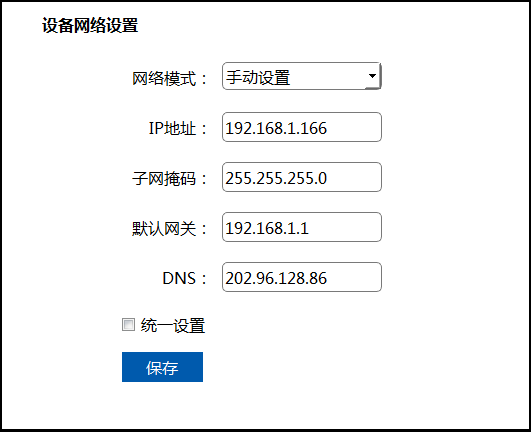 设备网络设置
网络模式： 手动设置
IP地址： 192.168.1.166
子网掩码： 255.255.255.0
默认网关： 192.168.1.1
DNS： 202.96.128.86
统一设置
保存